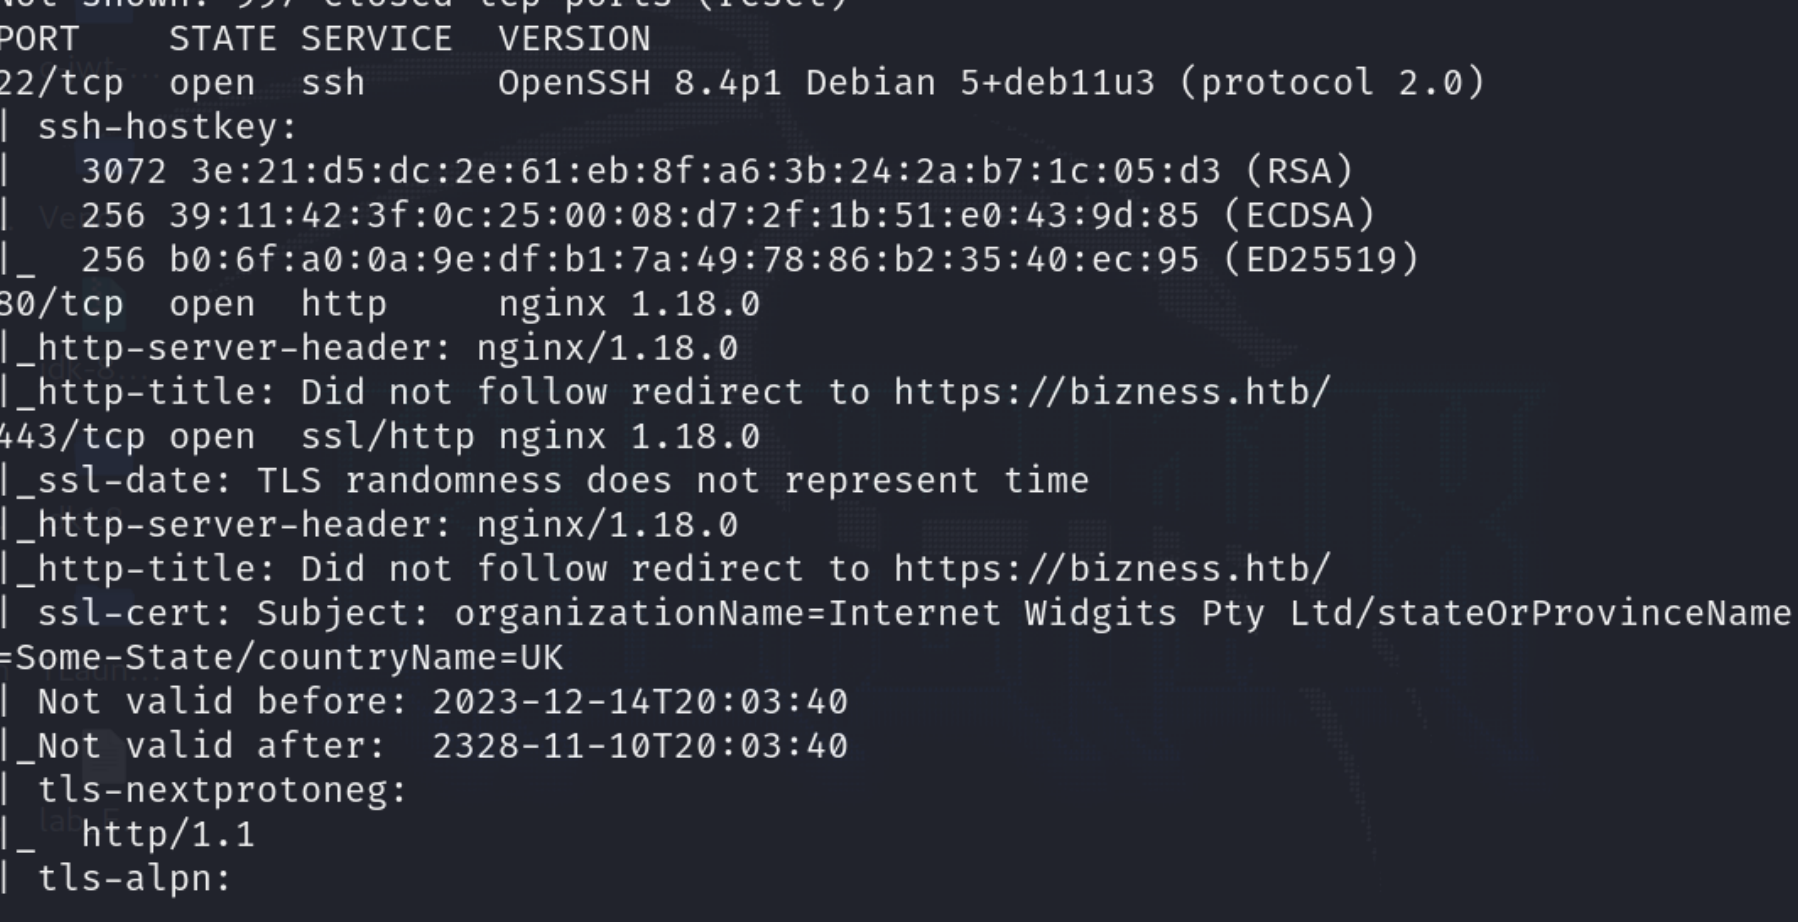 Not shown: 997 closed tcp ports (reset)
PORT    STATE SERVICE  VERSION
22/tcp  open  ssh      OpenSSH 8.4p1 Debian 5+deb11u3 (protocol 2.0)
| ssh-hostkey:
|   3072 3e:21:d5:dc:2e:61:eb:8f:a6:3b:24:2a:b7:1c:05:d3 (RSA)
|   256 39:11:42:3f:0c:25:00:08:d7:2f:1b:51:e0:43:9d:85 (ECDSA)
|_  256 b0:6f:a0:0a:9e:df:b1:7a:49:78:86:b2:35:40:ec:95 (ED25519)
80/tcp  open  http     nginx 1.18.0
|_http-server-header: nginx/1.18.0
|_http-title: Did not follow redirect to https://bizness.htb/
443/tcp open  ssl/http nginx 1.18.0
|_ssl-date: TLS randomness does not represent time
|_http-server-header: nginx/1.18.0
|_http-title: Did not follow redirect to https://bizness.htb/
| ssl-cert: Subject: organizationName=Internet Widgits Pty Ltd/stateOrProvinceName
=Some-State/countryName=UK
| Not valid before: 2023-12-14T20:03:40
|_Not valid after:  2328-11-10T20:03:40
| tls-nextprotoneg:
|_  http/1.1
| tls-alpn: